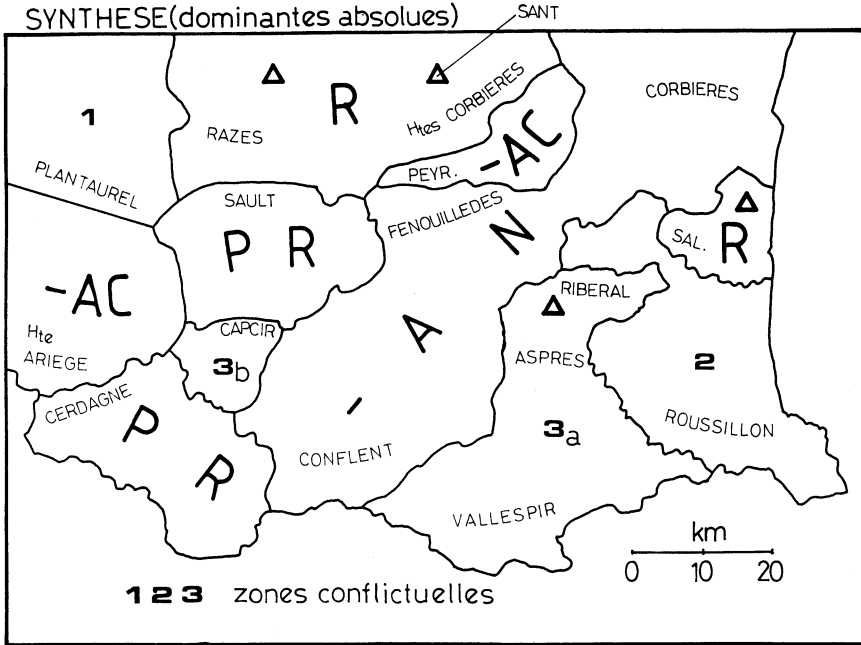 SYNTHESE(dominantes absolues)
SANT
R
CORBIERES
1
RAZES
Htes CORBIERES
-AC
PEYR.
PLANTAUREL
SAULT
FENOUILLEDES
N
P R
SAL.
R
-AC
RIBERAL
Hte
ARIEGE
CAPCIR
A
3b
ASPRES
2
CERDAGNE
P
-
ROUSSILLON
3a
CONFLENT
R
VALLESPIR
km
0 10 20
1 2 3 zones conflictuelles